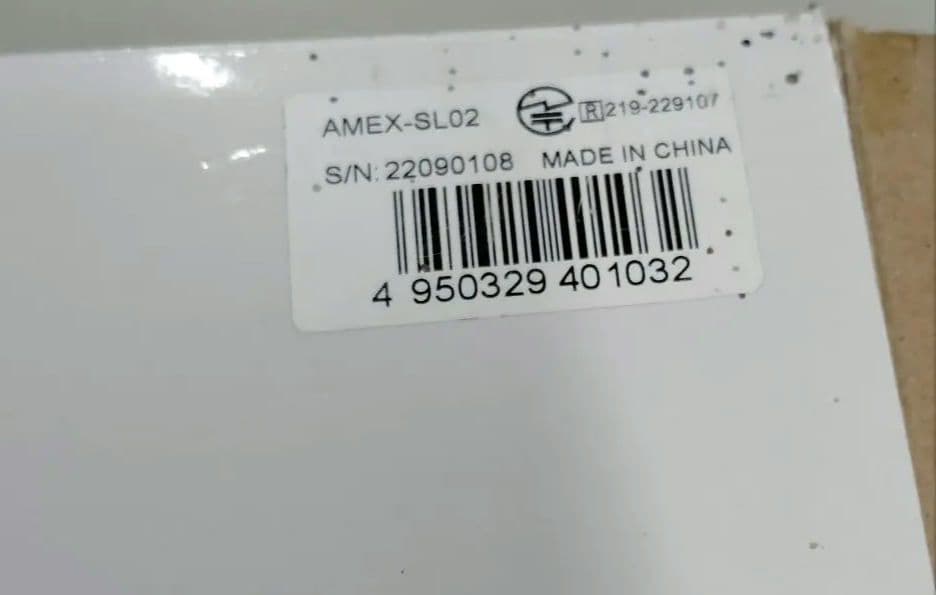 AMEX-SL02 R 219-229107
S/N: 22090108 MADE IN CHINA
4 950329 401032